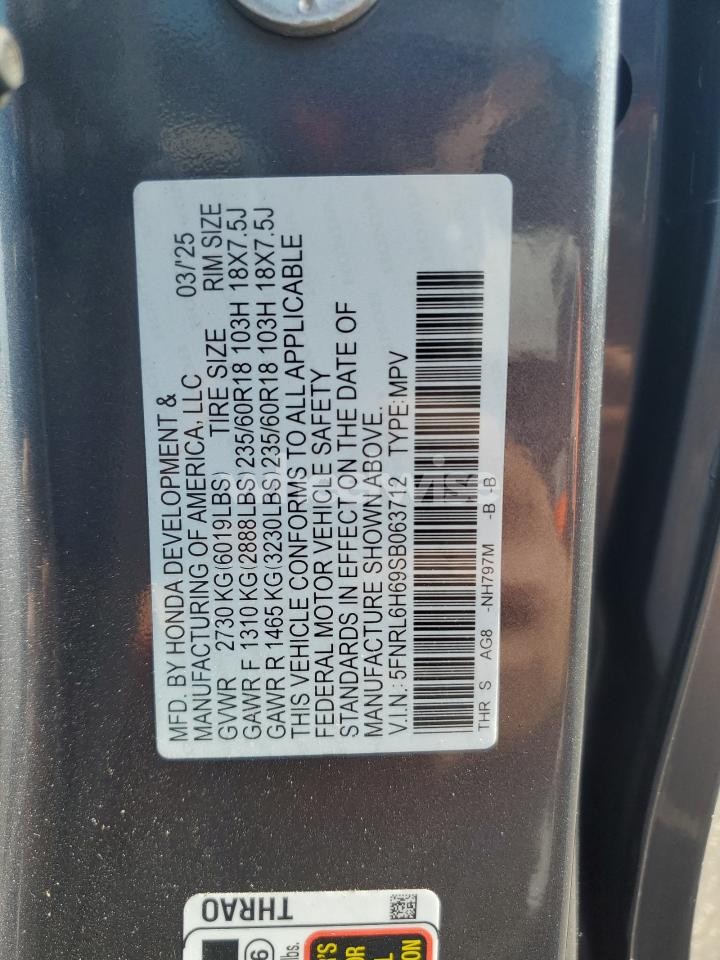 MFD. BY HONDA DEVELOPMENT &
MANUFACTURING OF AMERICA, LLC 03/'25
GVWR 2730 KG(6019LBS) TIRE SIZE RIM SIZE
GAWR F 1310 KG(2888LBS)235/60R18 103H 18X7.5J
GAWR R 1465 KG(3230LBS)235/60R18 103H 18X7.5J
THIS VEHICLE CONFORMS TO ALL APPLICABLE
FEDERAL MOTOR VEHICLE SAFETY
STANDARDS IN EFFECT ON THE DATE OF
MANUFACTURE SHOWN ABOVE.
V.I.N.:5FNRL6H69SB063712 TYPE:MPV
THR S AG8 -NH797M -B -B
THRA0
lbs.